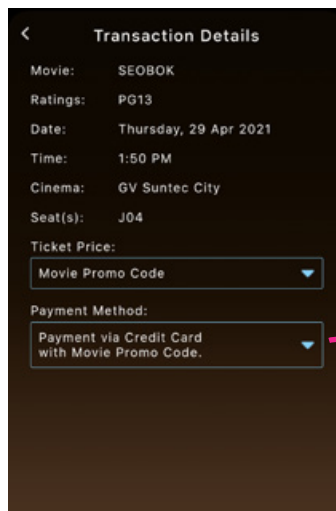 Transaction Details
Movie: SEOBOK
Ratings: PG13
Date: Thursday, 29 Apr 2021
Time: 1:50 PM
Cinema: GV Suntec City
Seat(s): J04
Ticket Price:
Movie Promo Code
Payment Method:
Payment via Credit Card
with Movie Promo Code.